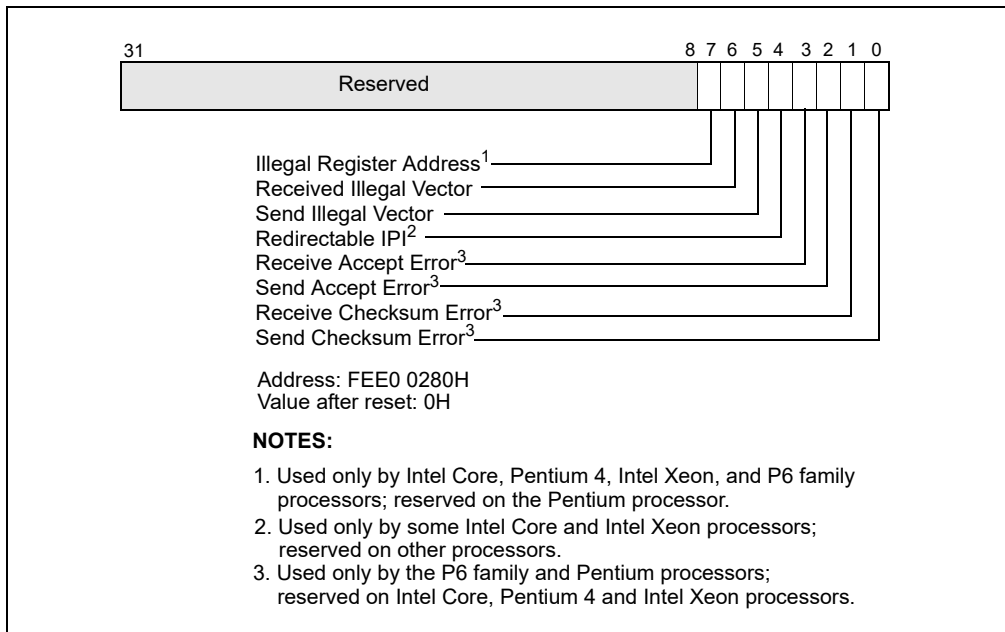 31 8 7 6 5 4 3 2 1 0
Reserved
Illegal Register Address1
Received Illegal Vector
Send Illegal Vector
Redirectable IPI2
Receive Accept Error3
Send Accept Error3
Receive Checksum Error3
Send Checksum Error3
Address: FEE0 0280H
Value after reset: 0H
NOTES:
1. Used only by Intel Core, Pentium 4, Intel Xeon, and P6 family
processors; reserved on the Pentium processor.
2. Used only by some Intel Core and Intel Xeon processors;
reserved on other processors.
3. Used only by the P6 family and Pentium processors;
reserved on Intel Core, Pentium 4 and Intel Xeon processors.